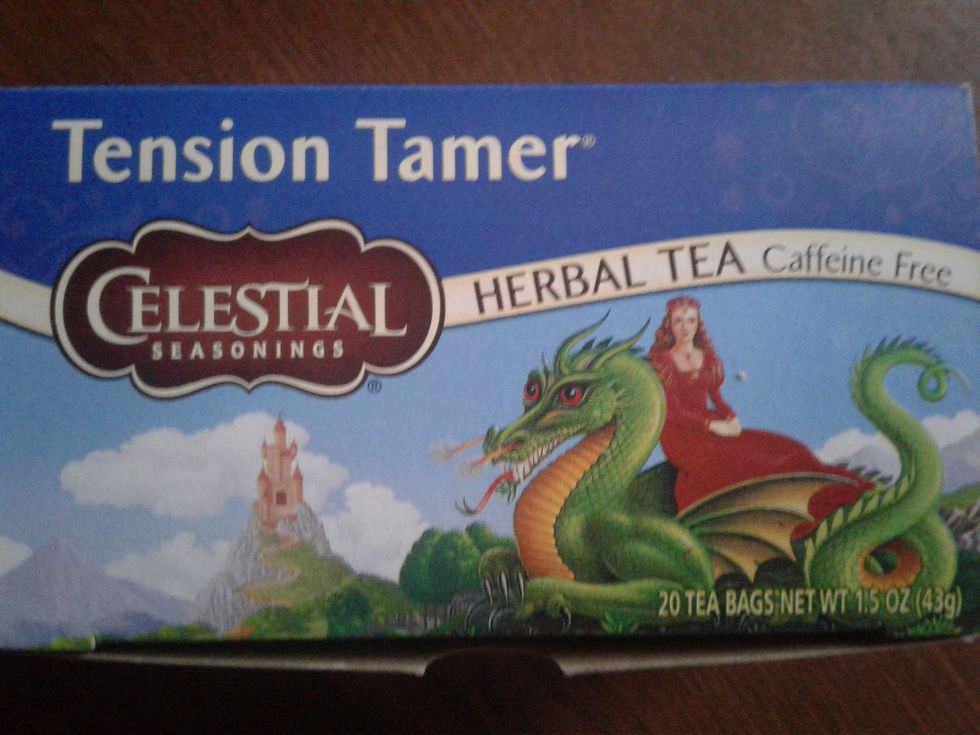 Tension Tamer®
CELESTIAL
SEASONINGS®
HERBAL TEA Caffeine Free
20 TEA BAGS NET WT 1.5 OZ (43g)